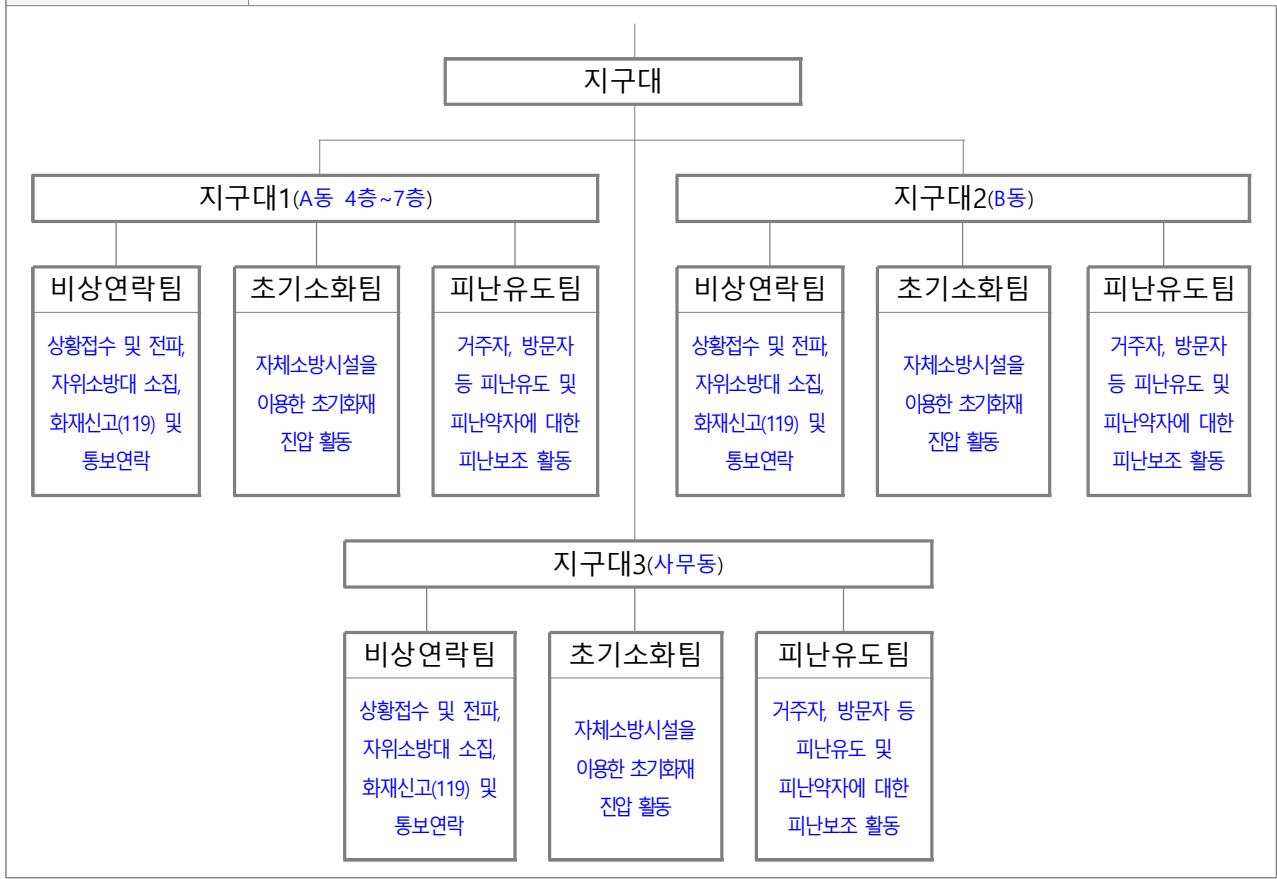 지구대
지구대1(A동 4층~7층)
비상연락팀
상황접수 및 전파,
자위소방대 소집,
화재신고(119) 및
통보연락
초기소화팀
자체소방시설을
이용한 초기화재
진압 활동
피난유도팀
거주자, 방문자
등 피난유도 및
피난약자에 대한
피난보조 활동
지구대2(B동)
비상연락팀
상황접수 및 전파,
자위소방대 소집,
화재신고(119) 및
통보연락
초기소화팀
자체소방시설을
이용한 초기화재
진압 활동
피난유도팀
거주자, 방문자
등 피난유도 및
피난약자에 대한
피난보조 활동
지구대3(사무동)
비상연락팀
상황접수 및 전파,
자위소방대 소집,
화재신고(119) 및
통보연락
초기소화팀
자체소방시설을
이용한 초기화재
진압 활동
피난유도팀
거주자, 방문자 등
피난유도 및
피난약자에 대한
피난보조 활동